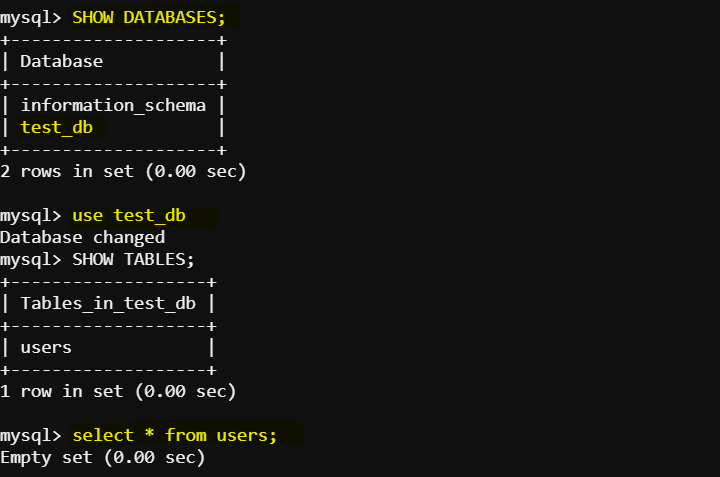 mysql> SHOW DATABASES;
+--------------------+
| Database           |
+--------------------+
| information_schema |
| test_db            |
+--------------------+
2 rows in set (0.00 sec)
mysql> use test_db
Database changed
mysql> SHOW TABLES;
+-------------------+
| Tables_in_test_db |
+-------------------+
| users             |
+-------------------+
1 row in set (0.00 sec)
mysql> select * from users;
Empty set (0.00 sec)